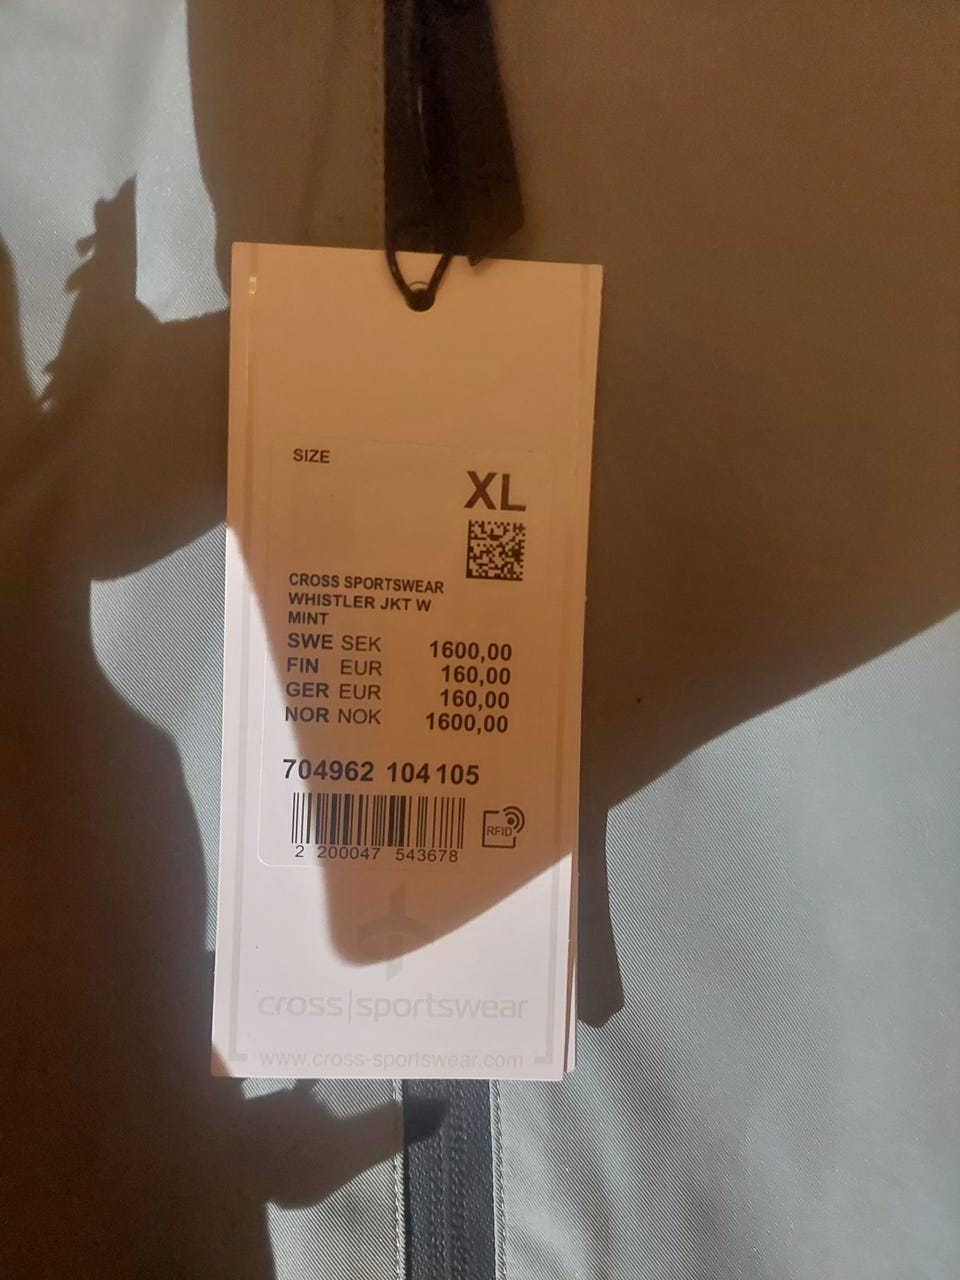 SIZE
XL
CROSS SPORTSWEAR
WHISTLER JKT W
MINT
SWE SEK 1600,00
FIN EUR 160,00
GER EUR 160,00
NOR NOK 1600,00
704962 104105
RFID
2 200047 543678
cross|sportswear
www.cross-sportswear.com